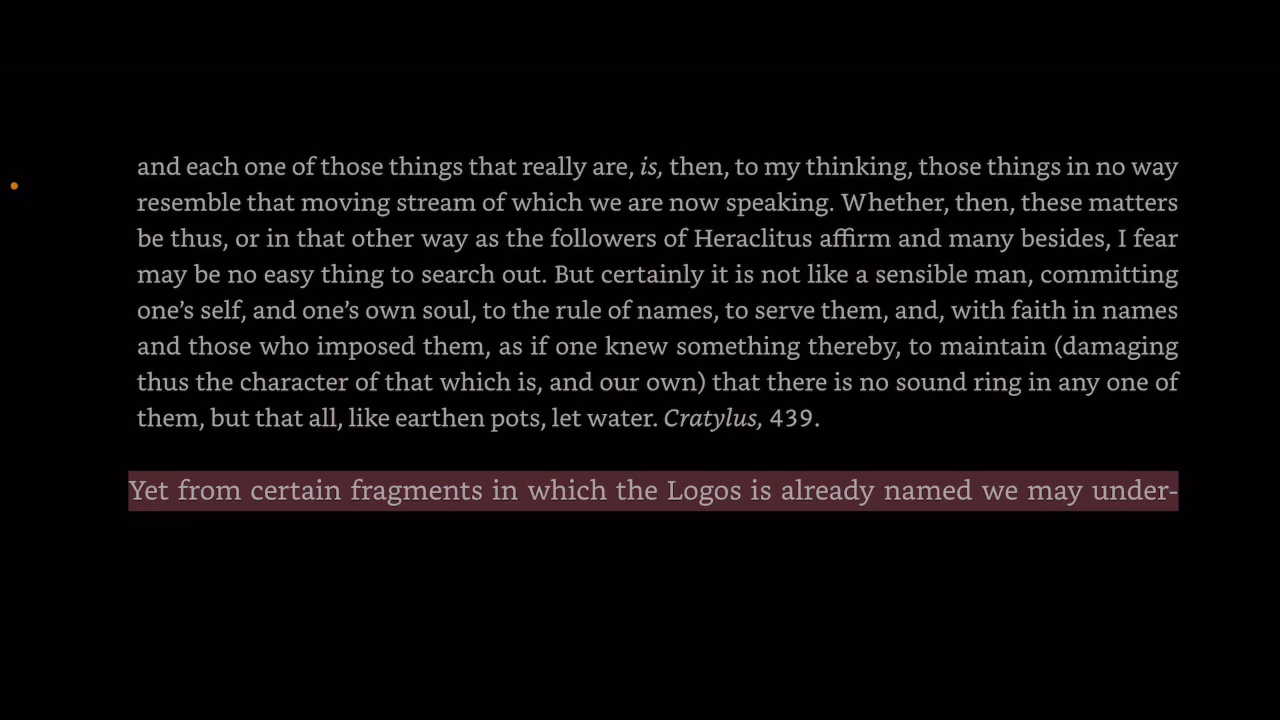 and each one of those things that really are, is, then, to my thinking, those things in no way
resemble that moving stream of which we are now speaking. Whether, then, these matters
be thus, or in that other way as the followers of Heraclitus affirm and many besides, I fear
may be no easy thing to search out. But certainly it is not like a sensible man, committing
one’s self, and one’s own soul, to the rule of names, to serve them, and, with faith in names
and those who imposed them, as if one knew something thereby, to maintain (damaging
thus the character of that which is, and our own) that there is no sound ring in any one of
them, but that all, like earthen pots, let water. Cratylus, 439.
Yet from certain fragments in which the Logos is already named we may under-